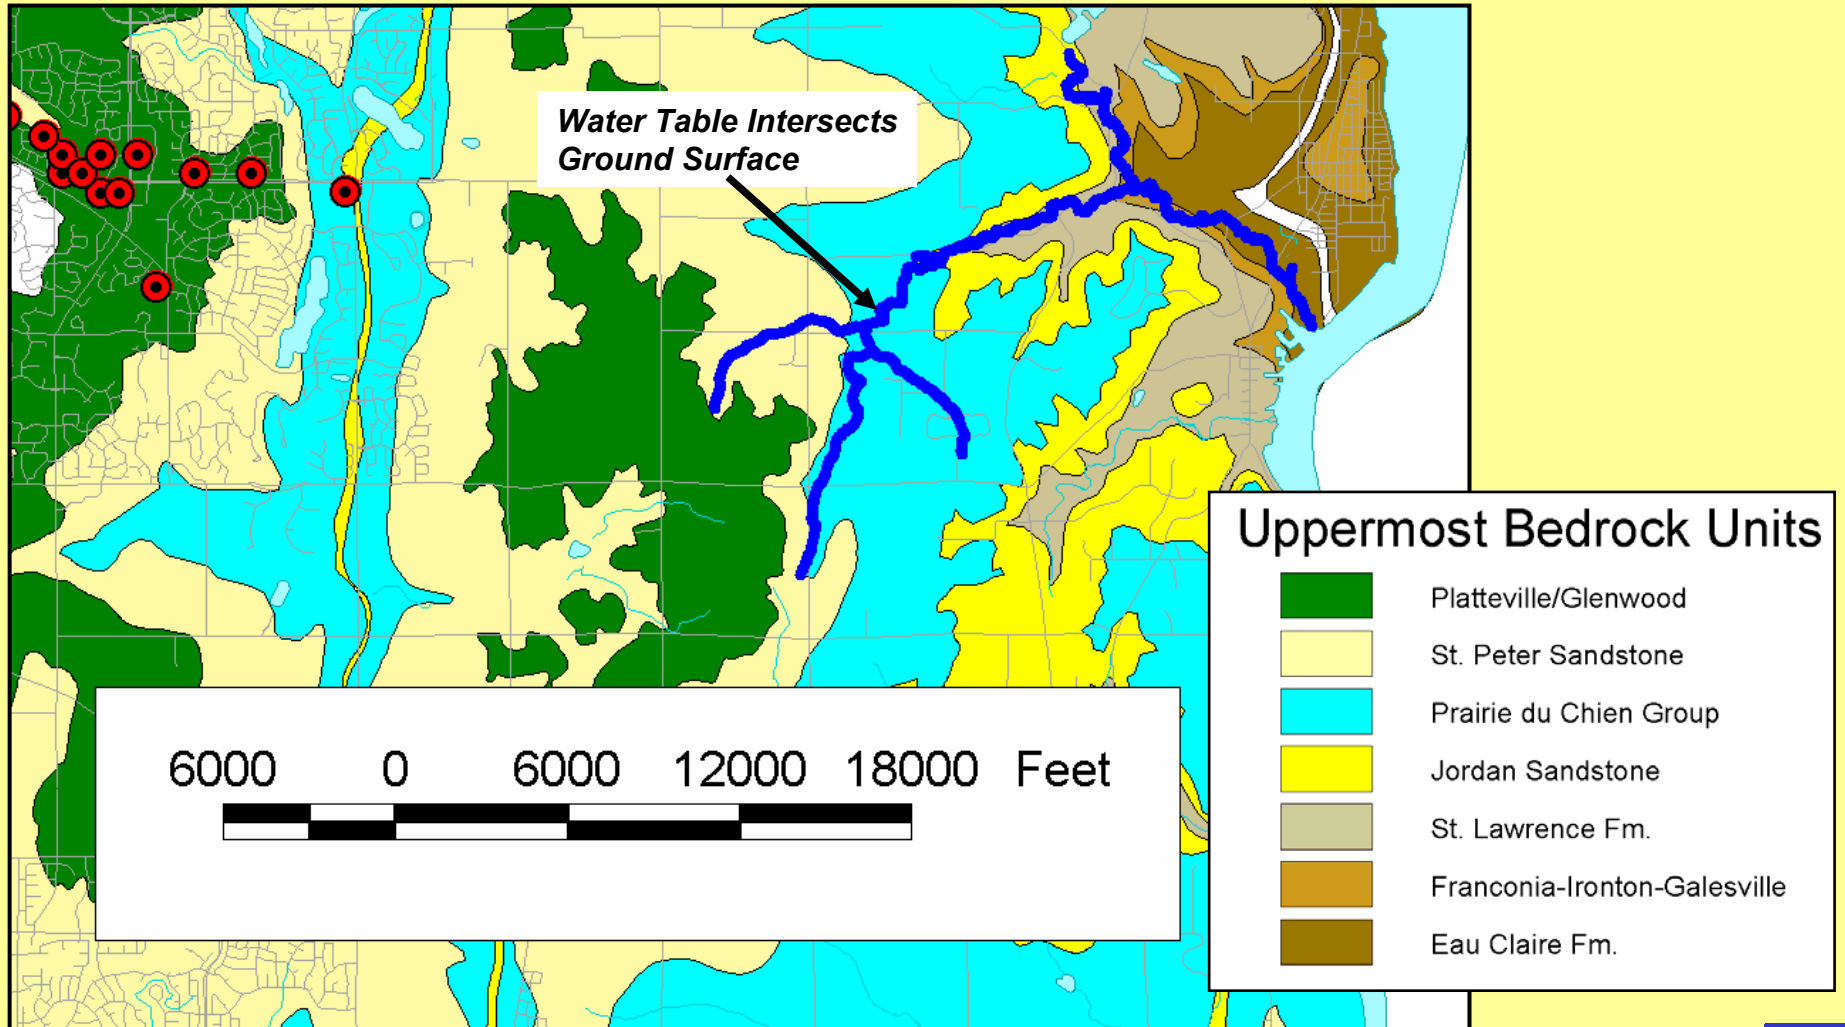 Water Table Intersects
Ground Surface
Uppermost Bedrock Units
Platteville/Glenwood
St. Peter Sandstone
Prairie du Chien Group
Jordan Sandstone
St. Lawrence Fm.
Franconia-Ironton-Galesville
Eau Claire Fm.
6000 0 6000 12000 18000 Feet